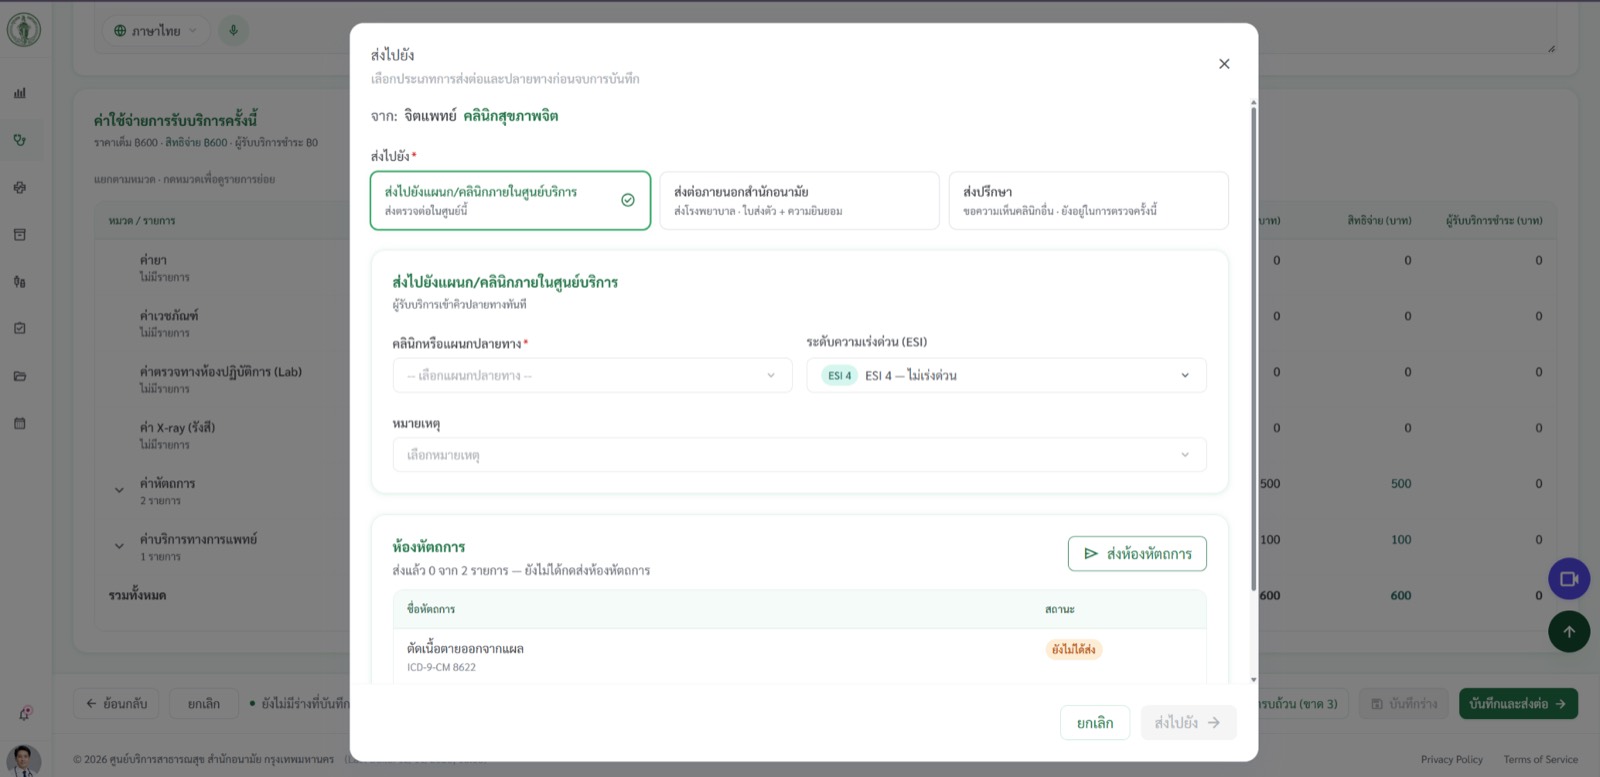 ภาษาไทย
ค่าใช้จ่ายการรับบริการครั้งนี้
ราคาเต็ม ฿600 · สิทธิจ่าย ฿600 · ผู้รับบริการชำระ ฿0
แยกตามหมวด · กดหมวดเพื่อดูรายการย่อย
หมวด / รายการ
บาท)
สิทธิจ่าย (บาท)
ผู้รับบริการชำระ (บาท)
ค่ายา
ไม่มีรายการ
0
0
0
ค่าเวชภัณฑ์
ไม่มีรายการ
0
0
0
ค่าตรวจทางห้องปฏิบัติการ (Lab)
ไม่มีรายการ
0
0
0
ค่า X-ray (รังสี)
ไม่มีรายการ
0
0
0
ค่าหัตถการ
2 รายการ
500
500
0
ค่าบริการทางการแพทย์
1 รายการ
100
100
0
รวมทั้งหมด
600
600
0
ส่งไปยัง
เลือกประเภทการส่งต่อและปลายทางก่อนจบการบันทึก
จาก: จิตแพทย์ คลินิกสุขภาพจิต
ส่งไปยัง*
ส่งไปยังแผนก/คลินิกภายในศูนย์บริการ
ส่งตรวจต่อในศูนย์นี้
ส่งต่อภายนอกสำนักอนามัย
ส่งโรงพยาบาล · ใบส่งตัว + ความยินยอม
ส่งปรึกษา
ขอความเห็นคลินิกอื่น · ยังอยู่ในการตรวจครั้งนี้
ส่งไปยังแผนก/คลินิกภายในศูนย์บริการ
ผู้รับบริการเข้าคิวปลายทางทันที
คลินิกหรือแผนกปลายทาง*
-- เลือกแผนกปลายทาง --
ระดับความเร่งด่วน (ESI)
ESI 4 ESI 4 — ไม่เร่งด่วน
หมายเหตุ
เลือกหมายเหตุ
ห้องหัตถการ
ส่งแล้ว 0 จาก 2 รายการ — ยังไม่ได้กดส่งห้องหัตถการ
ส่งห้องหัตถการ
ชื่อหัตถการ
สถานะ
ตัดเนื้อตายออกจากแผล
ICD-9-CM 8622
ยังไม่ได้ส่ง
ยกเลิก
ส่งไปยัง
ย้อนกลับ
ยกเลิก
ยังไม่มีร่างที่บันทึก
รบถ้วน (ขาด 3)
บันทึกร่าง
บันทึกและส่งต่อ
© 2026 ศูนย์บริการสาธารณสุข สำนักอนามัย กรุงเทพมหานคร
Privacy Policy
Terms of Service